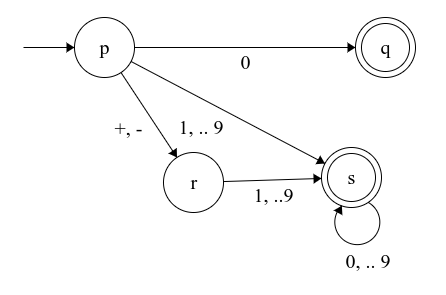 p
q
0
+, -
1, .. 9
r
s
1, ..9
0, .. 9